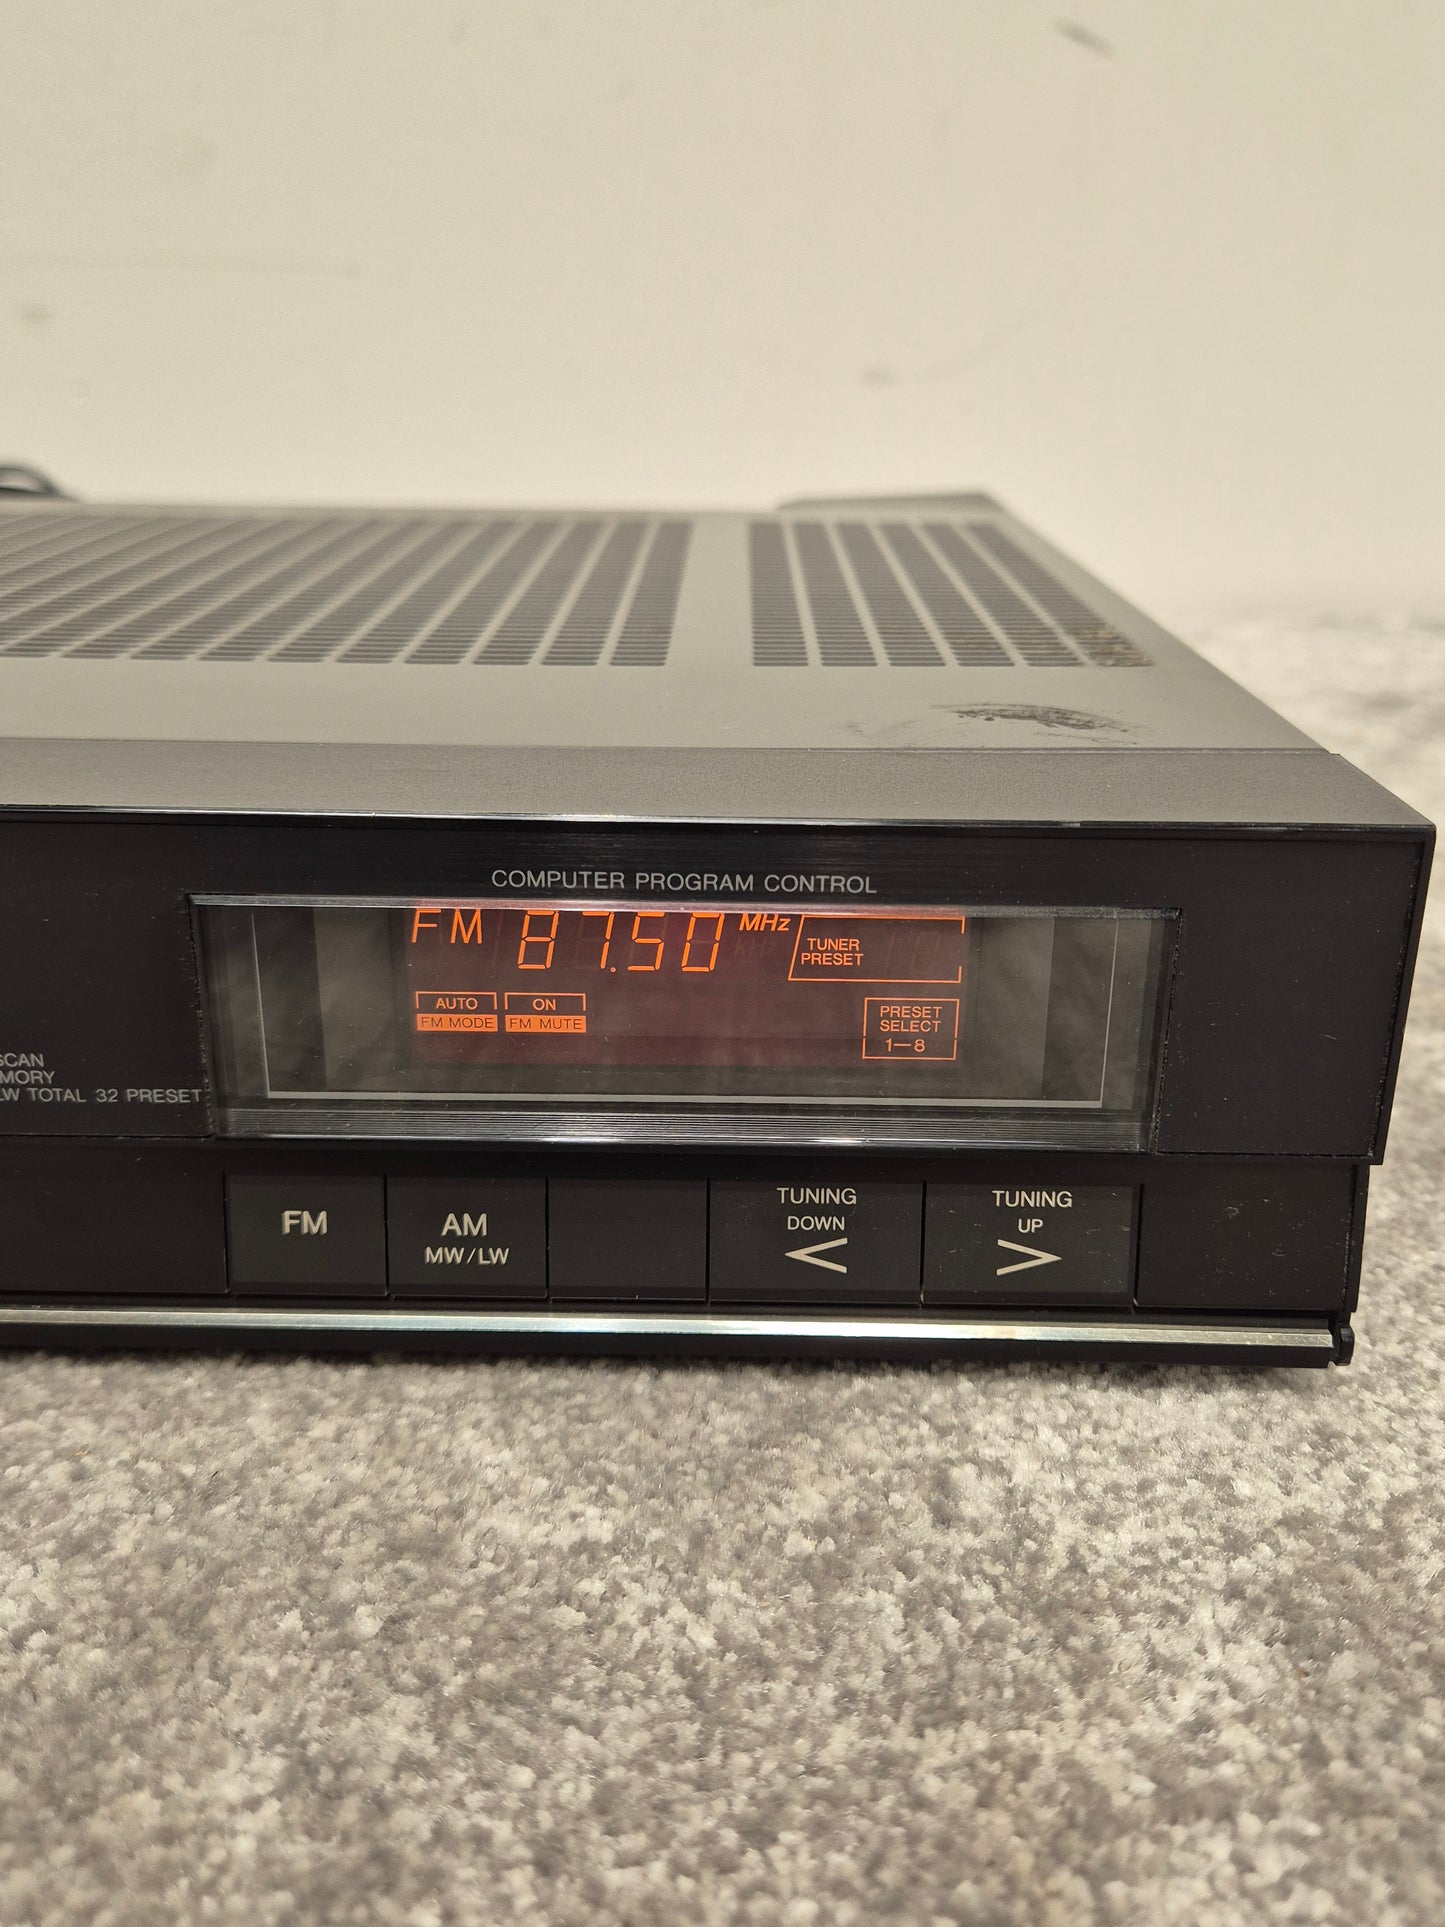 COMPUTER PROGRAM CONTROL
FM 87.50 MHz
TUNER
PRESET
AUTO
FM MODE
ON
FM MUTE
PRESET
SELECT
1–8
SCAN
LW TOTAL 32 PRESET
FM
AM
MW/LW
TUNING
DOWN
<
TUNING
UP
>